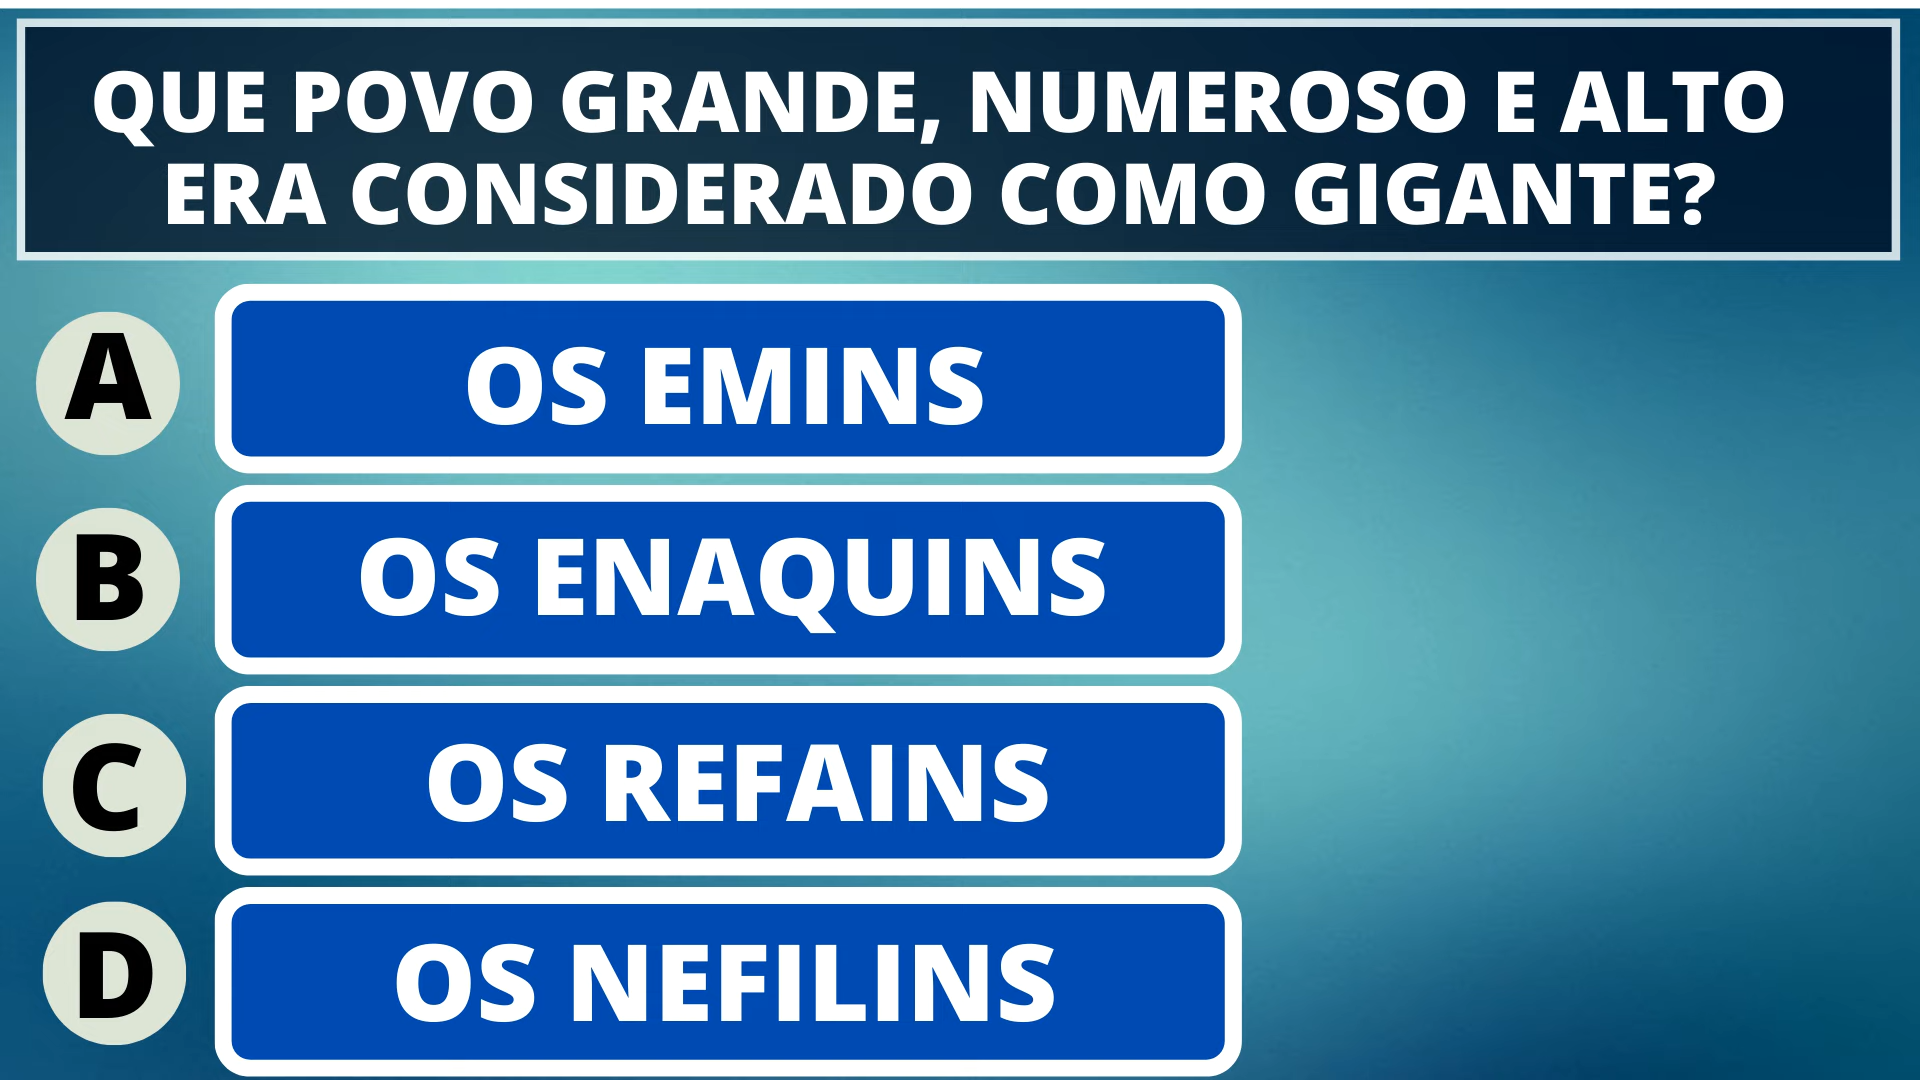 QUE POVO GRANDE, NUMEROSO E ALTO
ERA CONSIDERADO COMO GIGANTE?
A
OS EMINS
B
OS ENAQUINS
C
OS REFAINS
D
OS NEFILINS